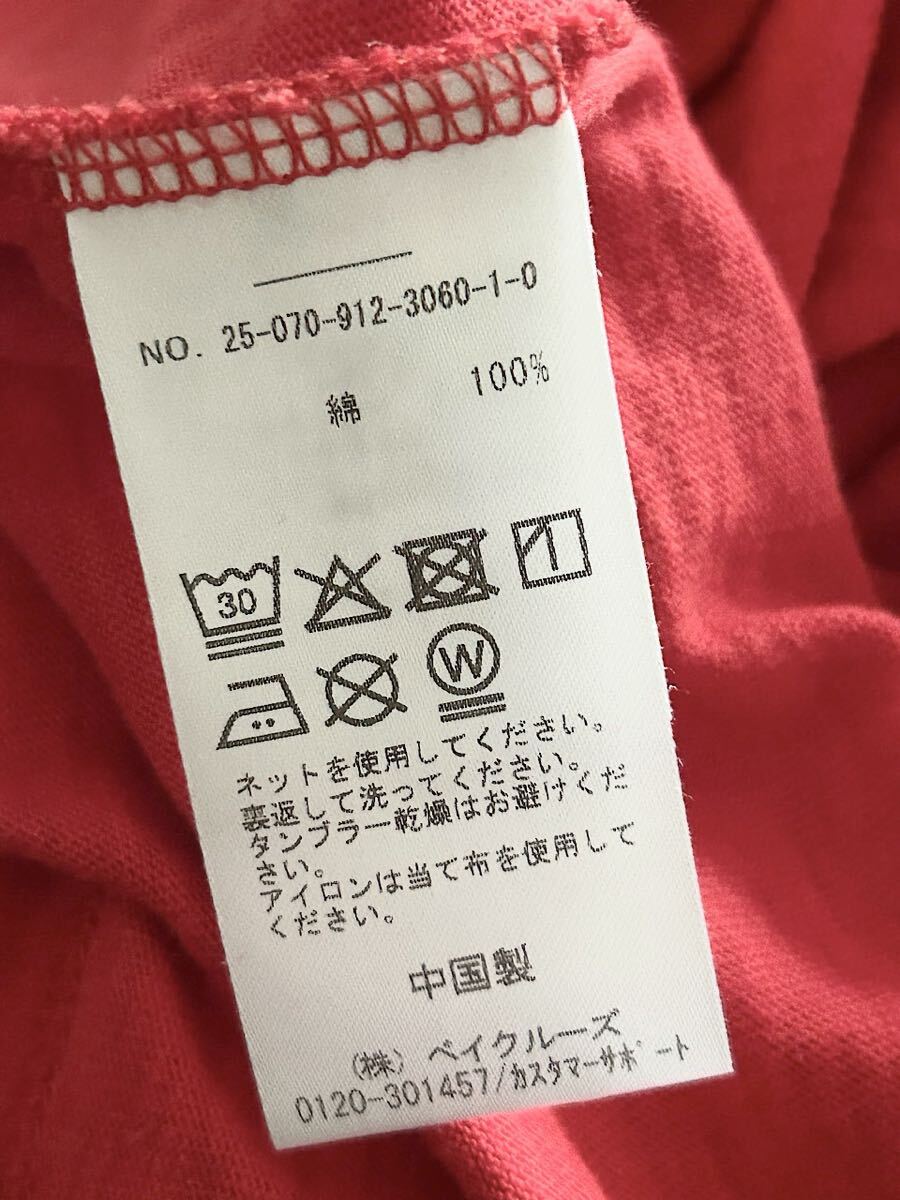 NO. 25-070-912-3060-1-0
綿 100%
30
W
ネットを使用してください。
裏返して洗ってください。
タンブラー乾燥はお避けくだ
さい。
アイロンは当て布を使用して
ください。
中国製
(株) ベイクルーズ
0120-301457/カスタマーサポート